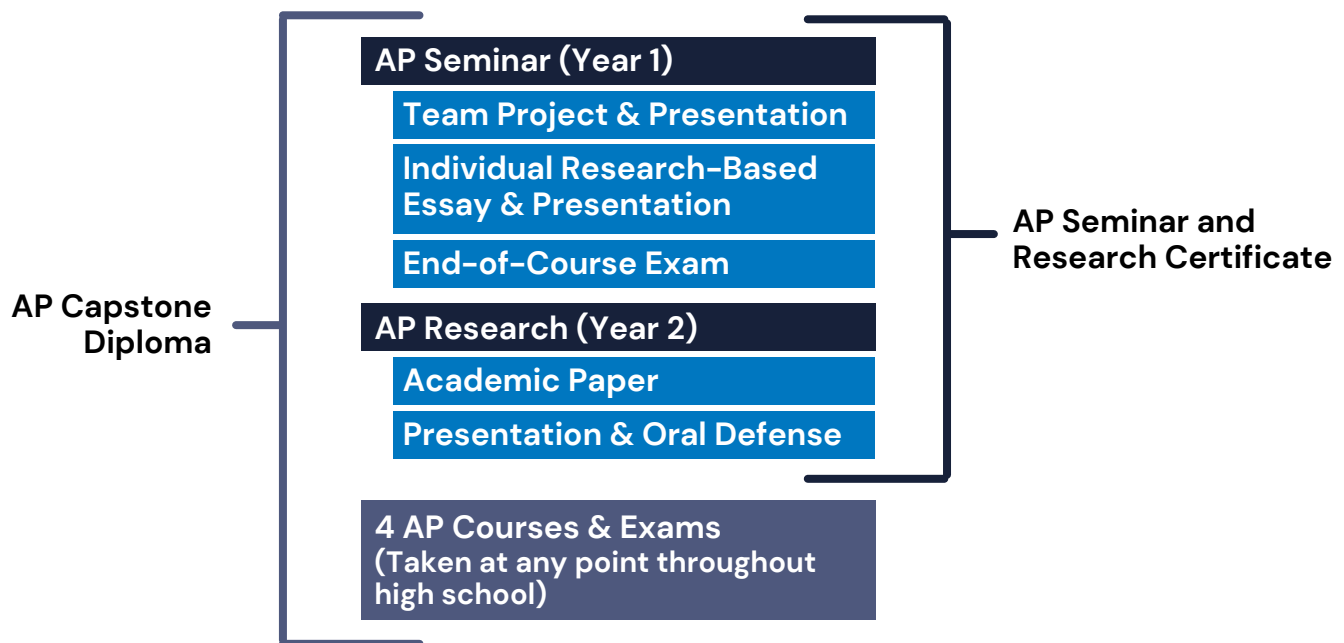 AP Seminar (Year 1)
Team Project & Presentation
Individual Research-Based
Essay & Presentation
End-of-Course Exam
AP Research (Year 2)
Academic Paper
Presentation & Oral Defense
4 AP Courses & Exams
(Taken at any point throughout
high school)
AP Capstone
Diploma
AP Seminar and
Research Certificate